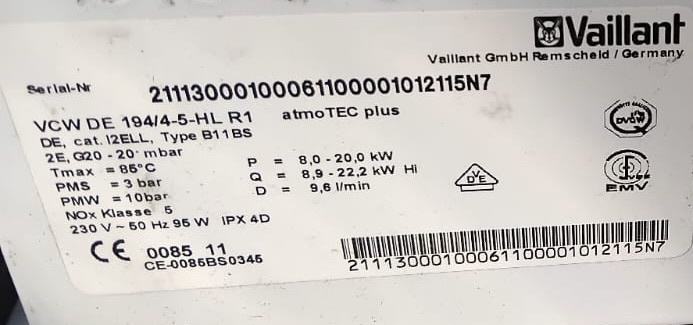 Vaillant
Vaillant GmbH Remscheid / Germany
Serial-Nr 21113000100061100001012115N7
VCW DE 194/4-5-HL R1 atmoTEC plus
DE, cat. I2ELL, Type B11BS
2E, G20 - 20 mbar
Tmax = 85°C
PMS = 3 bar
PMW = 10bar
NOx Klasse 5
230 V ~ 50 Hz 95 W IPX 4D
P = 8,0 - 20,0 kW
Q = 8,9 - 22,2 kW Hi
D = 9,6 l/min
DVGW
DVE
EMV
CE 0085 11
CE-0085BS0345
21113000100061100001012115N7